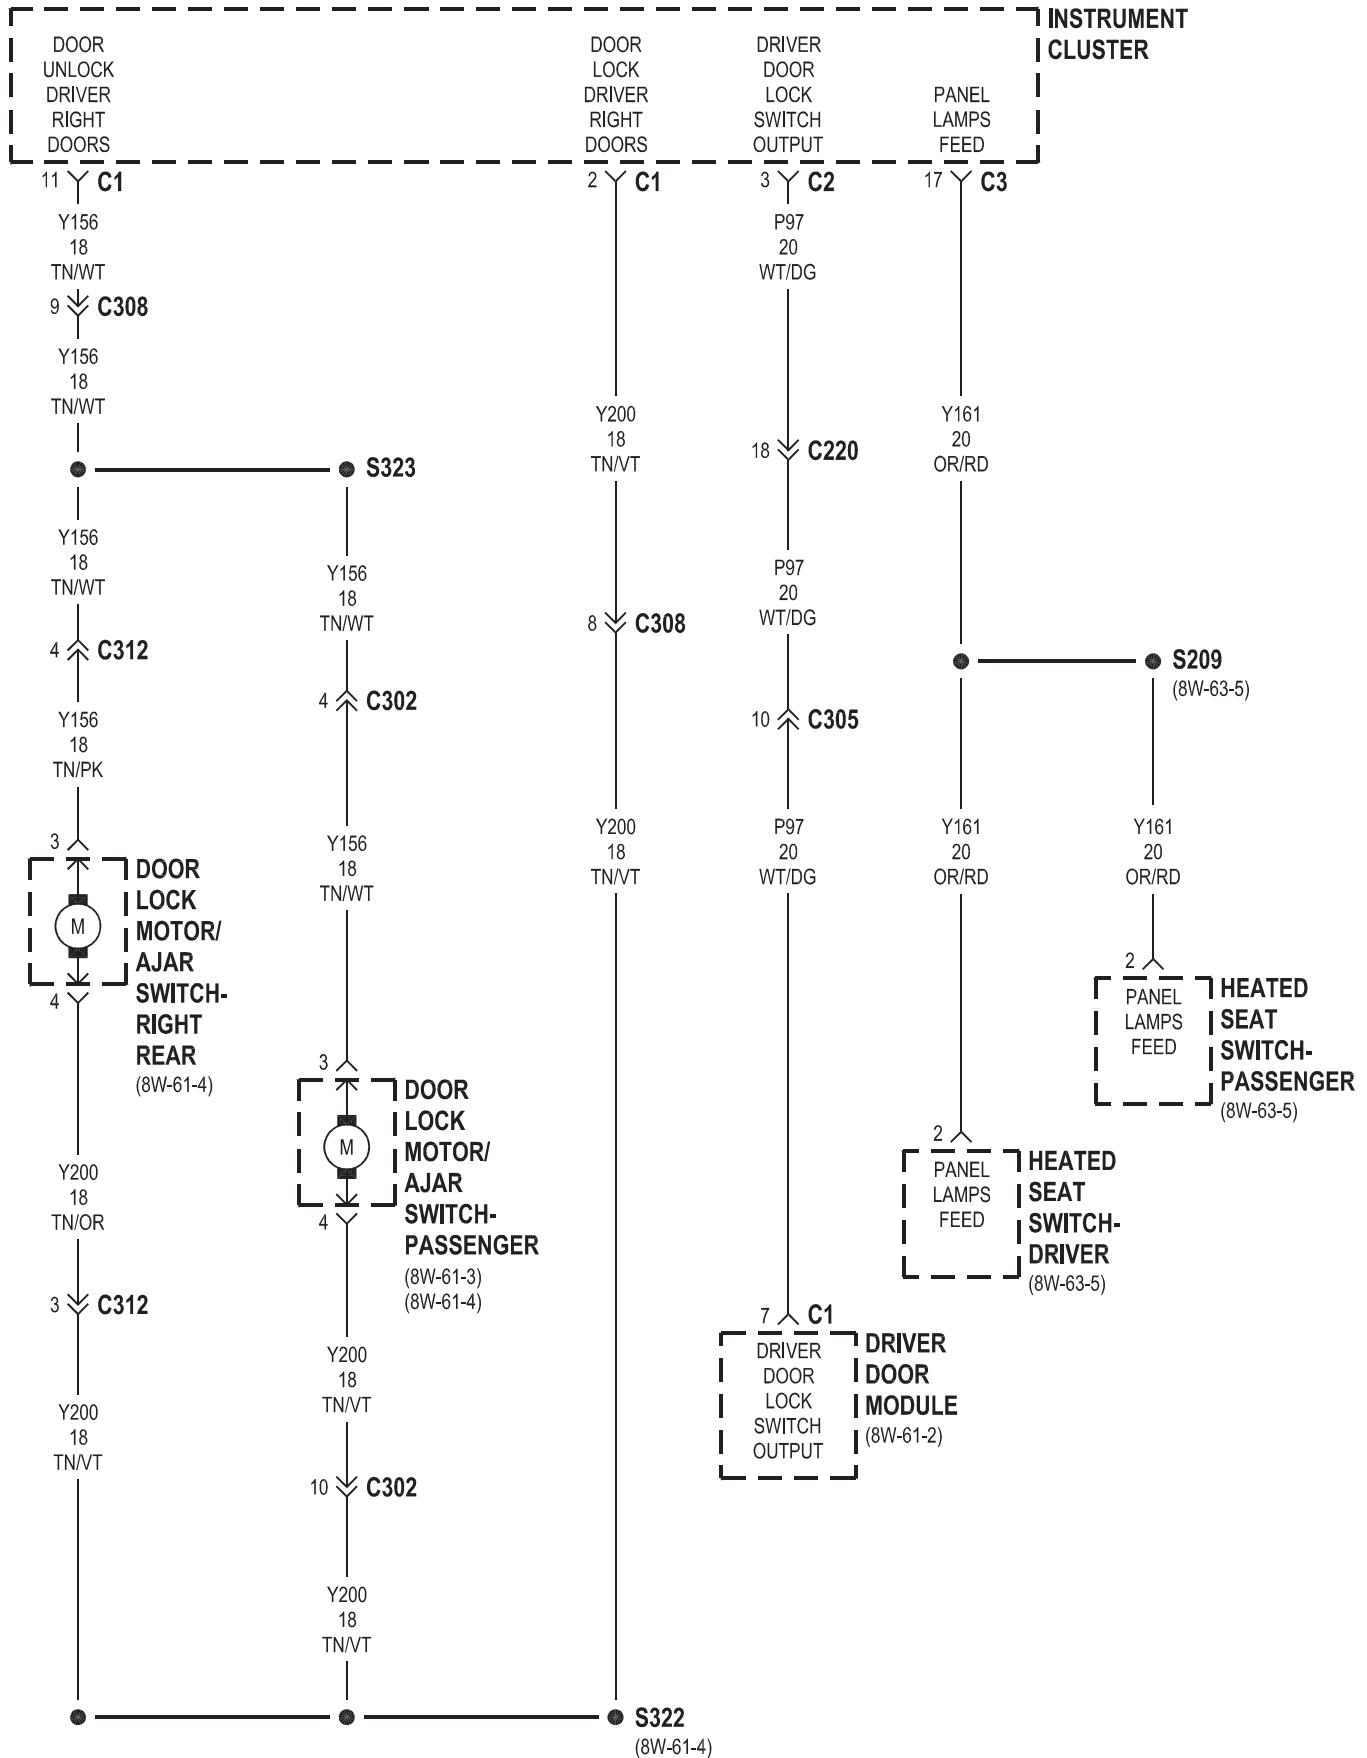 INSTRUMENT
CLUSTER
DOOR
UNLOCK
DRIVER
RIGHT
DOORS
DOOR
LOCK
DRIVER
RIGHT
DOORS
DRIVER
DOOR
LOCK
SWITCH
OUTPUT
PANEL
LAMPS
FEED
11 C1
2 C1
3 C2
17 C3
Y156
18
TN/WT
9 C308
Y156
18
TN/WT
S323
Y156
18
TN/WT
4 C312
Y156
18
TN/PK
3
M
4
DOOR
LOCK
MOTOR/
AJAR
SWITCH-
RIGHT
REAR
(8W-61-4)
Y200
18
TN/OR
3 C312
Y200
18
TN/VT
Y156
18
TN/WT
4 C302
Y156
18
TN/WT
3
M
4
DOOR
LOCK
MOTOR/
AJAR
SWITCH-
PASSENGER
(8W-61-3)
(8W-61-4)
Y200
18
TN/VT
10 C302
Y200
18
TN/VT
Y200
18
TN/VT
8 C308
Y200
18
TN/VT
S322
(8W-61-4)
P97
20
WT/DG
18 C220
P97
20
WT/DG
10 C305
P97
20
WT/DG
7 C1
DRIVER
DOOR
LOCK
SWITCH
OUTPUT
DRIVER
DOOR
MODULE
(8W-61-2)
Y161
20
OR/RD
S209
(8W-63-5)
Y161
20
OR/RD
2
PANEL
LAMPS
FEED
HEATED
SEAT
SWITCH-
DRIVER
(8W-63-5)
Y161
20
OR/RD
2
PANEL
LAMPS
FEED
HEATED
SEAT
SWITCH-
PASSENGER
(8W-63-5)